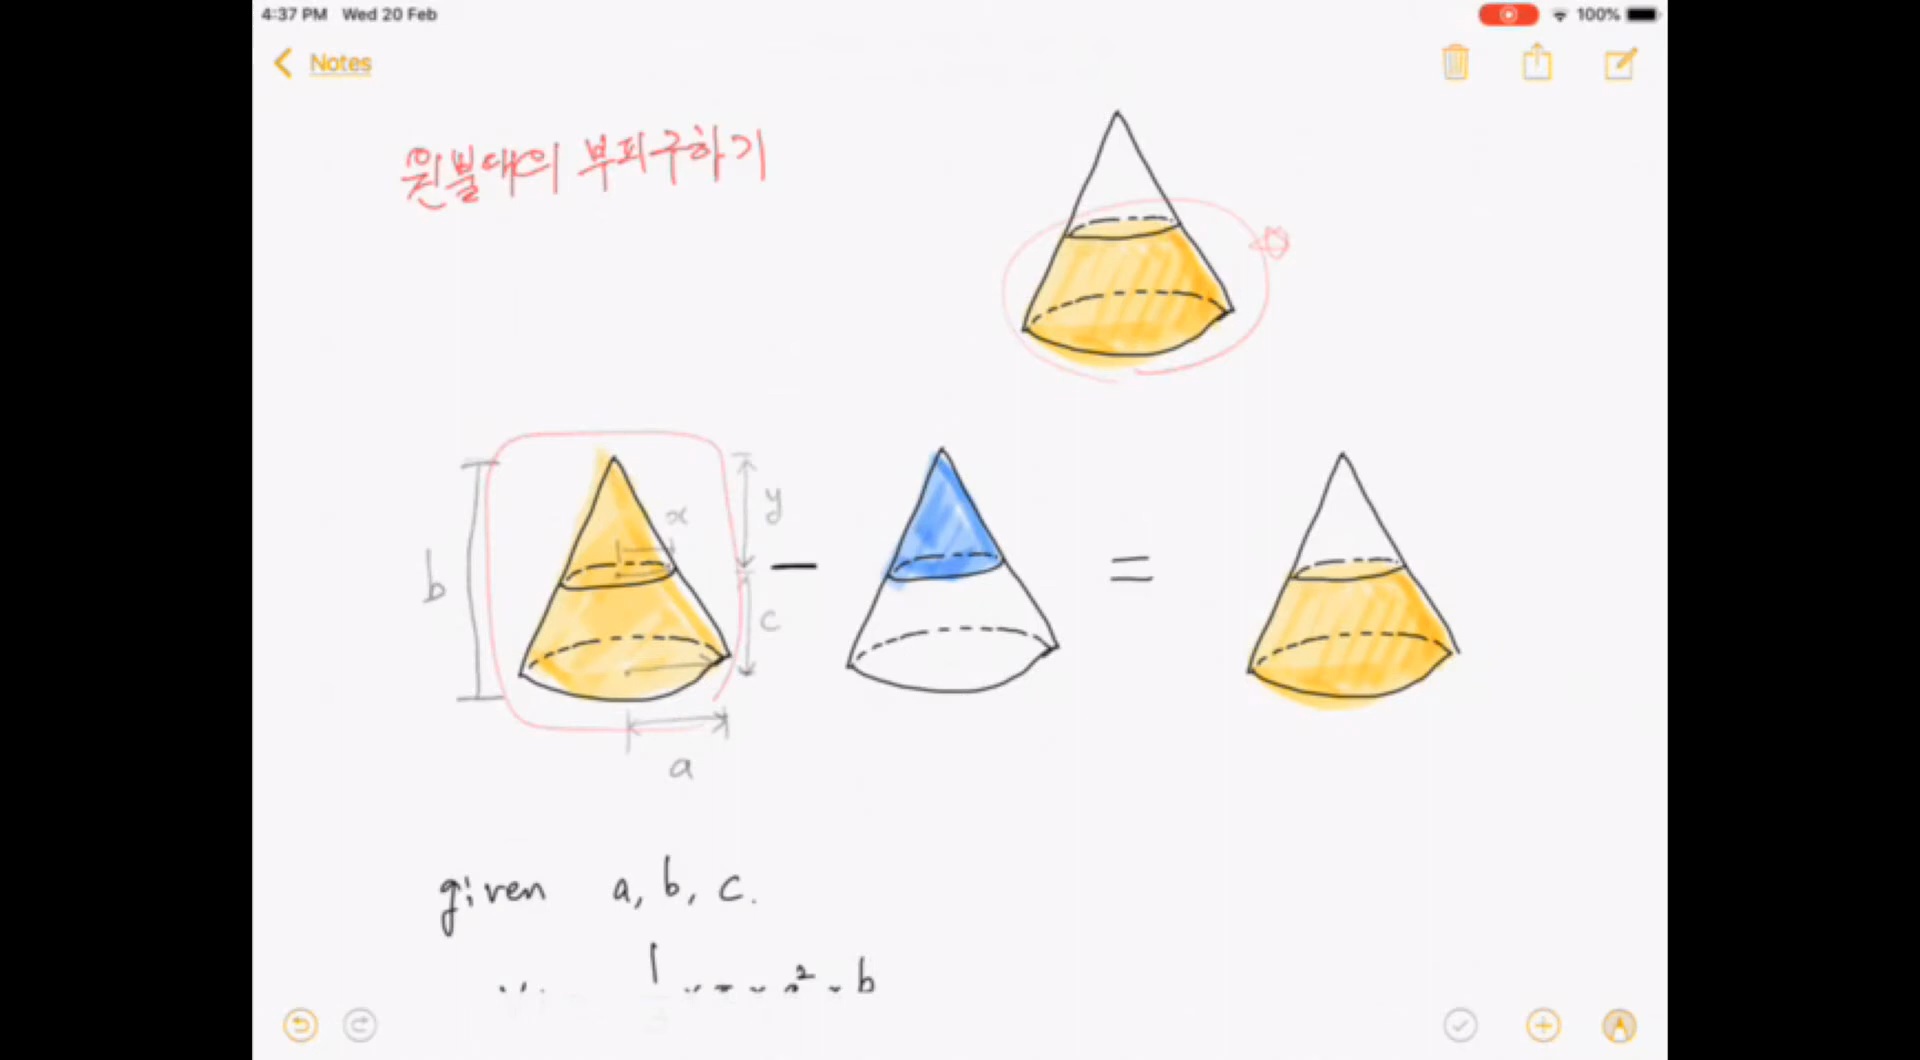 4:37 PM Wed 20 Feb
100%
Notes
원뿔대의 부피구하기
x
y
b
c
a
−
=
given a, b, c.